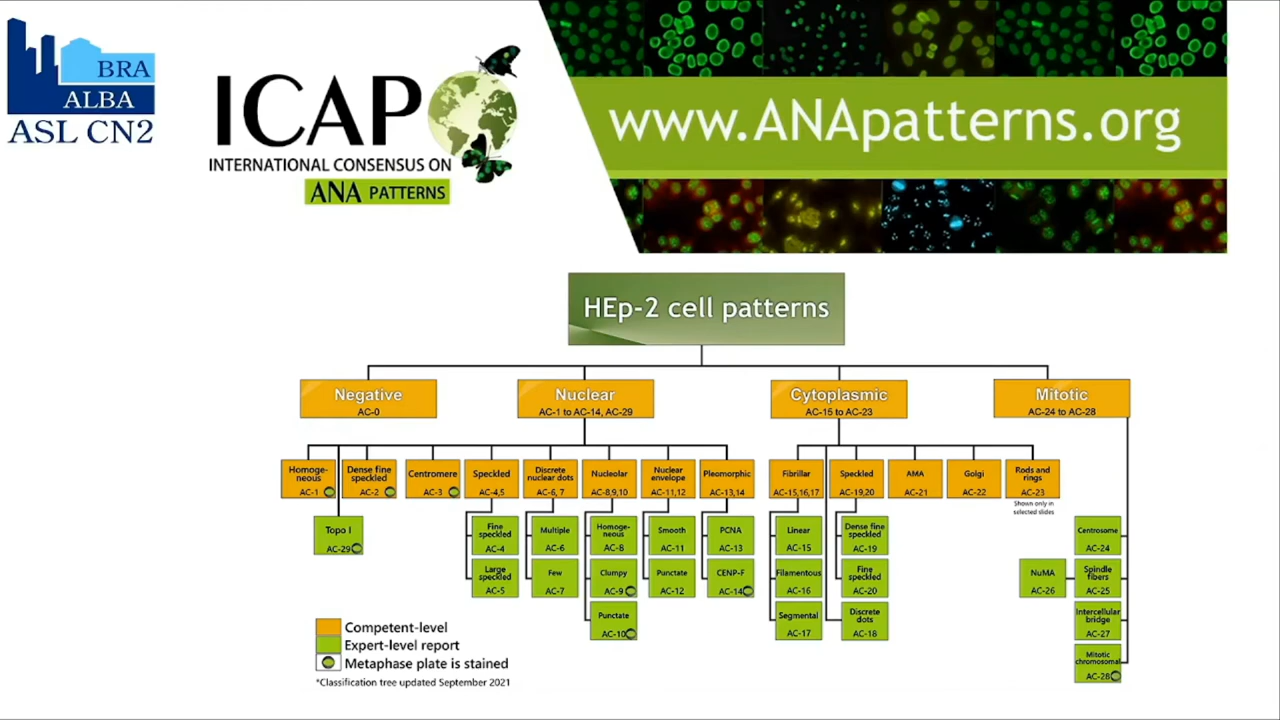 BRA
ALBA
ASL CN2
ICAP
INTERNATIONAL CONSENSUS ON
ANA PATTERNS
www.ANApatterns.org
HEp-2 cell patterns
Negative
AC-0
Nuclear
AC-1 to AC-14, AC-29
Cytoplasmic
AC-15 to AC-23
Mitotic
AC-24 to AC-28
Homoge-
neous
AC-1
Dense fine
speckled
AC-2
Centromere
AC-3
Speckled
AC-4,5
Discrete
nuclear dots
AC-6, 7
Nucleolar
AC-8,9,10
Nuclear
envelope
AC-11,12
Pleomorphic
AC-13,14
Fibrillar
AC-15,16,17
Speckled
AC-19,20
AMA
AC-21
Golgi
AC-22
Rods and
rings
AC-23
Shown only in
selected slides
Topo I
AC-29
Fine
speckled
AC-4
Large
speckled
AC-5
Multiple
AC-6
Few
AC-7
Homoge-
neous
AC-8
Clumpy
AC-9
Punctate
AC-10
Smooth
AC-11
Punctate
AC-12
PCNA
AC-13
CENP-F
AC-14
Linear
AC-15
Filamentous
AC-16
Segmental
AC-17
Dense fine
speckled
AC-19
Fine
speckled
AC-20
Discrete
dots
AC-18
Centrosome
AC-24
NuMA
AC-26
Spindle
fibers
AC-25
Intercellular
bridge
AC-27
Mitotic
chromosomal
AC-28
Competent-level
Expert-level report
Metaphase plate is stained
*Classification tree updated September 2021